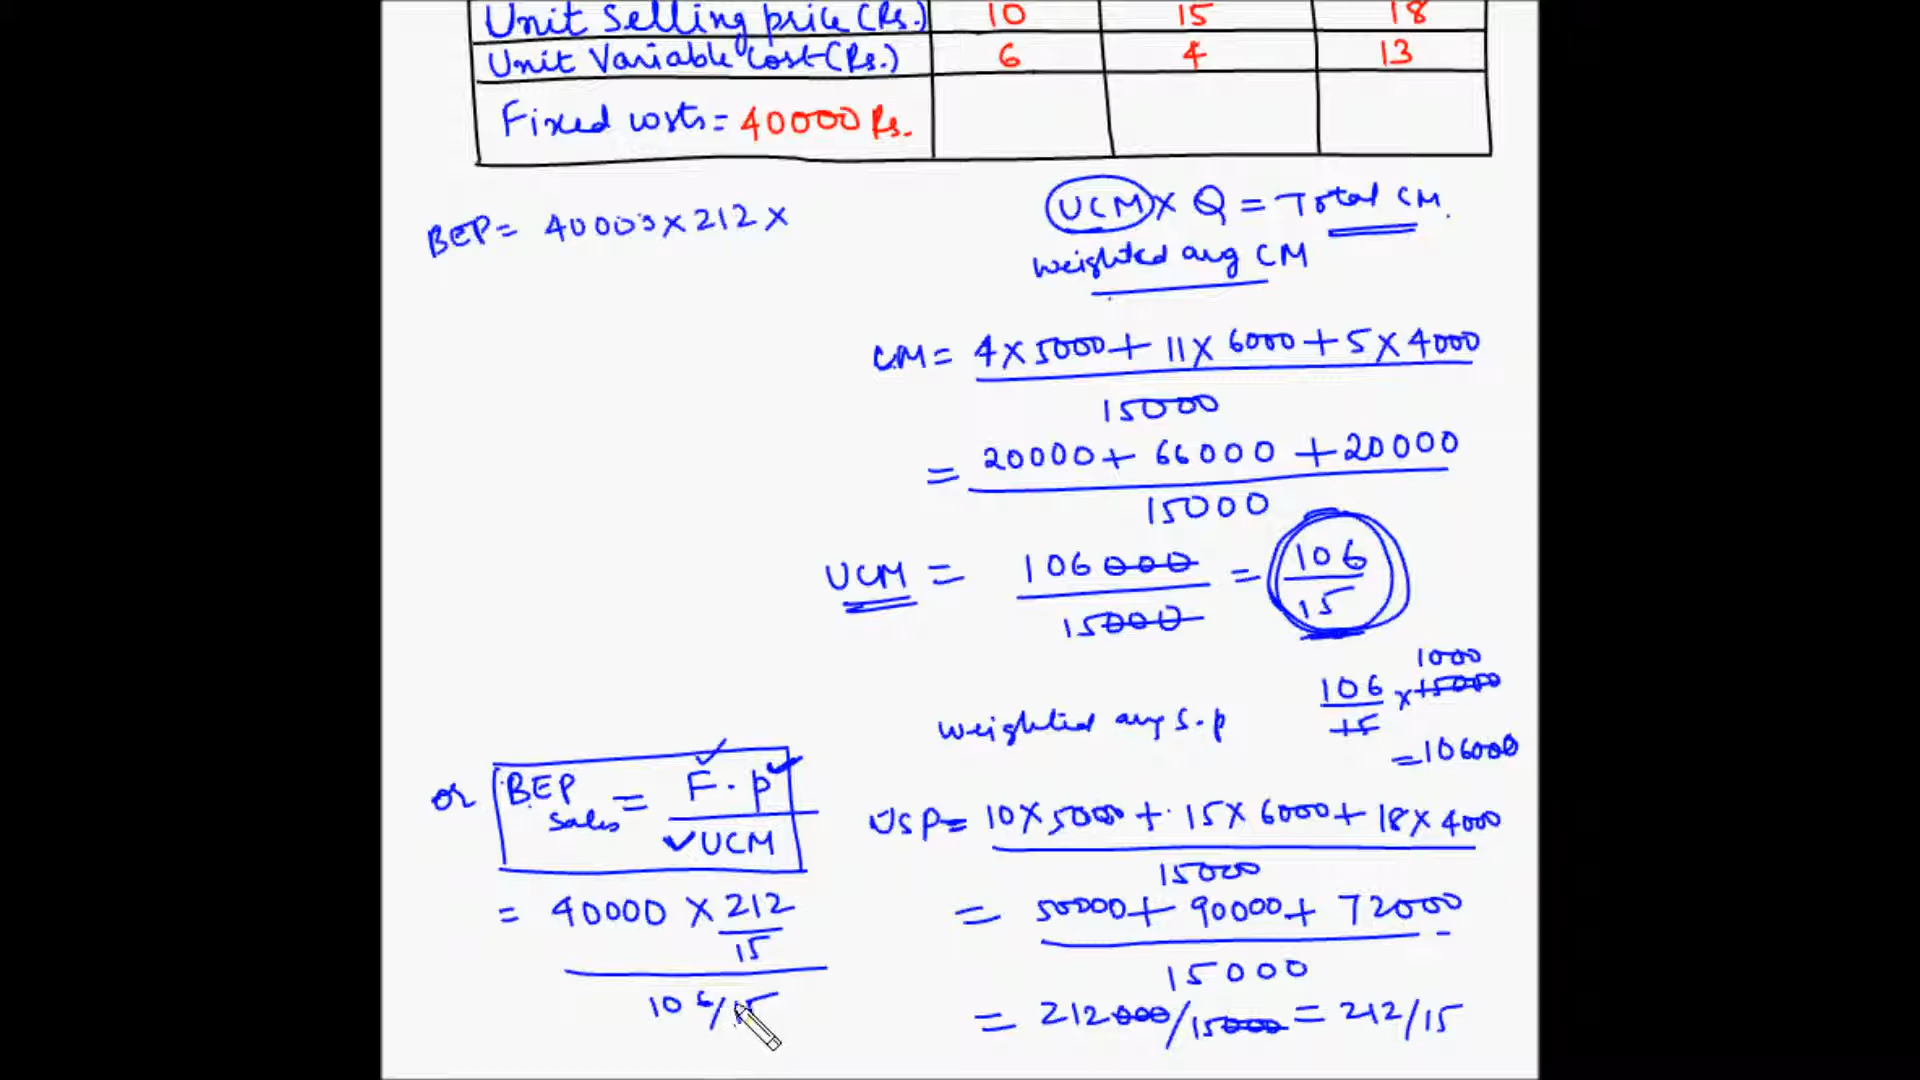 Unit Selling price (Rs.) 10 15 18
Unit Variable Cost (Rs.) 6 4 13
Fixed costs = 40000 Rs.
BEP = 40000 × 212 ×
UCM × Q = Total CM.
Weighted avg CM
CM = 4 × 5000 + 11 × 6000 + 5 × 4000
15000
= 20000 + 66000 + 20000
15000
UCM = 106000 = 106
15000 15
weighted avg S.p
106 × 15000 1000
15
= 106000
or BEP sales = F.p
UCM
= 40000 × 212
15
106/15
USP = 10 × 5000 + 15 × 6000 + 18 × 4000
15000
= 50000 + 90000 + 72000
15000
= 212000/15000 = 212/15